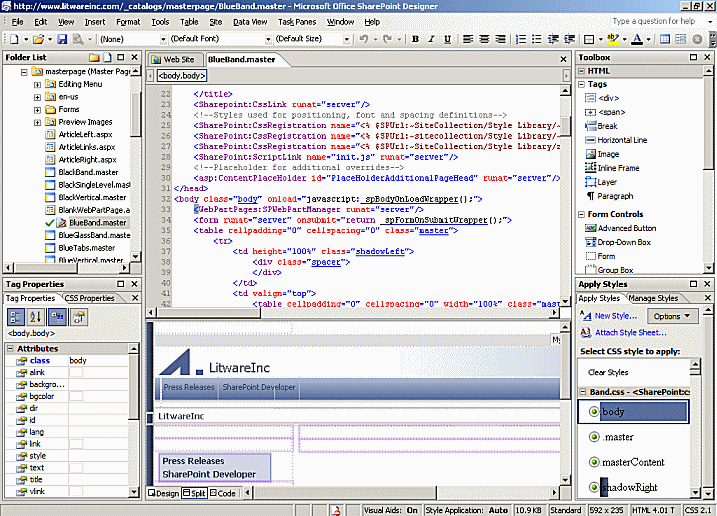 http://www.litwareinc.com/_catalogs/masterpage/BlueBand.master - Microsoft Office SharePoint Designer
File Edit View Insert Format Tools Table Site Data View Task Panes Window Help
Type a question for help
(None) (Default Font) (Default Size)
Folder List
masterpage (Master Pag
Editing Menu
en-us
Forms
Preview Images
ArticleLeft.aspx
ArticleLinks.aspx
ArticleRight.aspx
BlackBand.master
BlackSingleLevel.master
BlackVertical.master
BlankWebPartPage.a
BlueBand.master
BlueGlassBand.master
BlueTabs.master
BlueVertical.master
Tag Properties
Tag Properties CSS Properties
<body.body>
Attributes
class body
alink
backgro...
bgcolor
dir
id
lang
link
style
text
title
vlink
Web Site BlueBand.master
<body.body>
22 </title>
23 <Sharepoint:CssLink runat="server"/>
24 <!--Styles used for positioning, font and spacing definitions-->
25 <SharePoint:CssRegistration name="<% $SPUrl:~SiteCollection/Style Library/~
26 <SharePoint:CssRegistration name="<% $SPUrl:~SiteCollection/Style Library/~
27 <SharePoint:CssRegistration name="<% $SPUrl:~SiteCollection/Style Library/z
28 <SharePoint:ScriptLink name="init.js" runat="server"/>
29 <!--Placeholder for additional overrides-->
30 <asp:ContentPlaceHolder id="PlaceHolderAdditionalPageHead" runat="server"/>
31 </head>
32 <body class="body" onload="javascript:_spBodyOnLoadWrapper();">
33 <WebPartPages:SPWebPartManager runat="server"/>
34 <form runat="server" onsubmit="return _spFormOnSubmitWrapper();">
35 <table cellpadding="0" cellspacing="0" class="master">
36 <tr>
37 <td height="100%" class="shadowLeft">
38 <div class="spacer">
39 </div>
40 </td>
41 <td valign="top">
42 <table cellpadding="0" cellspacing="0" width="100%" class="mas
My
LitwareInc
Press Releases SharePoint Developer
LitwareInc
Press Releases
SharePoint Developer
Design Split Code
Toolbox
HTML
Tags
<div>
<span>
Break
Horizontal Line
Image
Inline Frame
Layer
Paragraph
Form Controls
Advanced Button
Drop-Down Box
Form
Group Box
Apply Styles
Apply Styles Manage Styles
New Style... Options
Attach Style Sheet...
Select CSS style to apply:
Clear Styles
Band.css - <SharePoint:cs
body
.master
masterContent
shadowRight
Visual Aids: On Style Application: Auto 10.9 KB Standard 592 x 235 HTML 4.01 T CSS 2.1